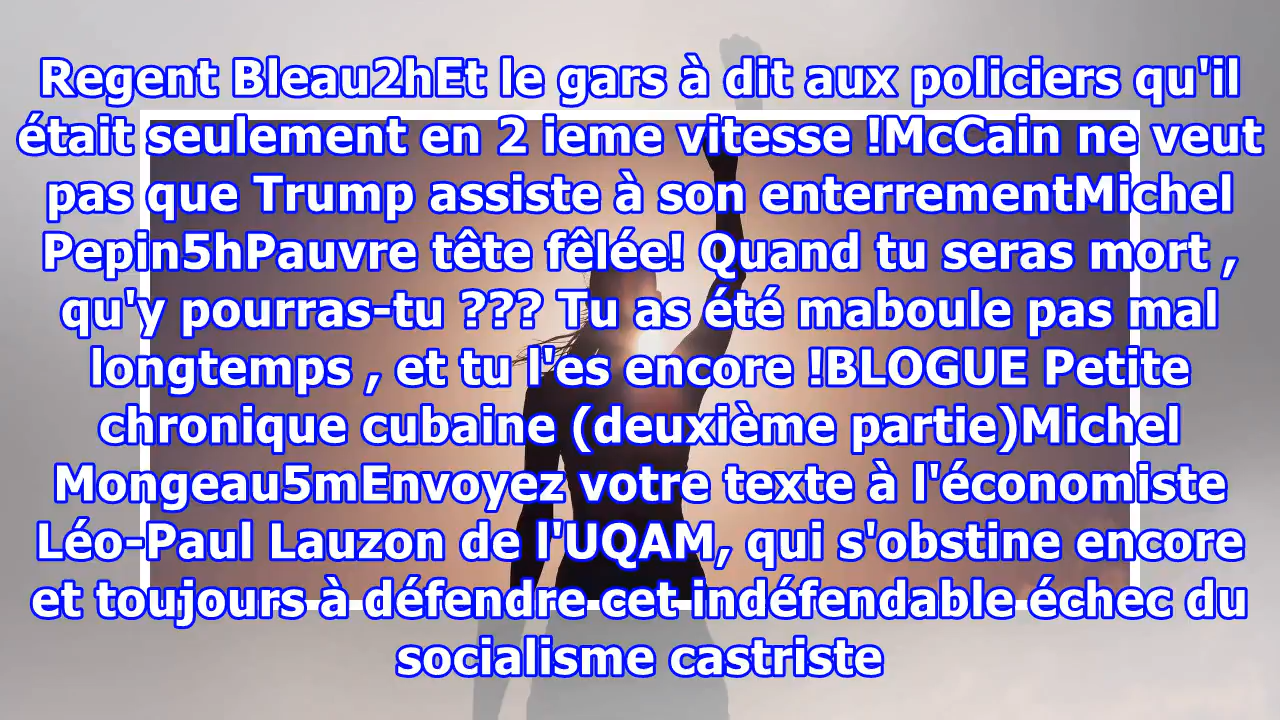 Regent Bleau2hEt le gars à dit aux policiers qu'il
était seulement en 2 ieme vitesse !McCain ne veut
pas que Trump assiste à son enterrementMichel
Pepin5hPauvre tête fêlée! Quand tu seras mort ,
qu'y pourras-tu ??? Tu as été maboule pas mal
longtemps , et tu l'es encore !BLOGUE Petite
chronique cubaine (deuxième partie)Michel
Mongeau5mEnvoyez votre texte à l'économiste
Léo-Paul Lauzon de l'UQAM, qui s'obstine encore
et toujours à défendre cet indéfendable échec du
socialisme castriste